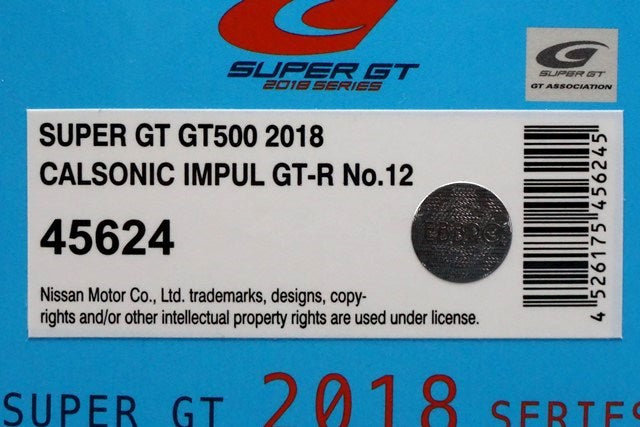 SUPER GT
2018 SERIES
SUPER GT
GT ASSOCIATION
SUPER GT GT500 2018
CALSONIC IMPUL GT-R No.12
45624
EBBRO
Nissan Motor Co., Ltd. trademarks, designs, copy-
rights and/or other intellectual property rights are used under license.
4 526175 456245
SUPER GT 2018 SERIES